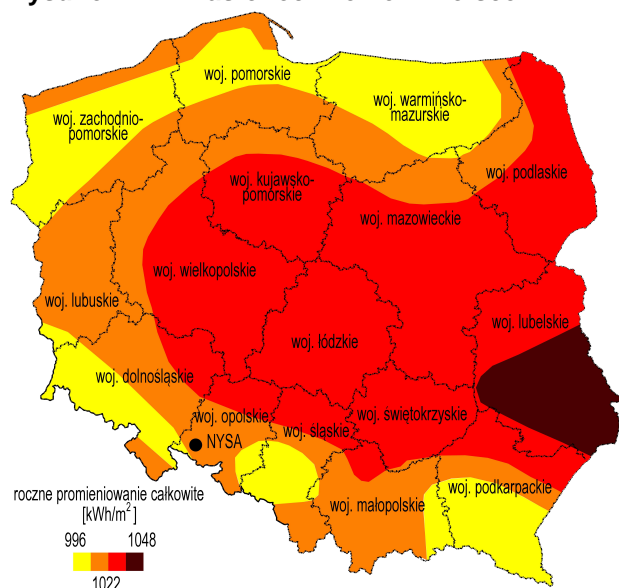 woj. pomorskie
woj. warmińsko-
mazurskie
woj. zachodnio-
pomorskie
woj. podlaskie
woj. kujawsko-
pomorskie
woj. mazowieckie
woj. wielkopolskie
woj. lubuskie
woj. lubelskie
woj. łódzkie
woj. dolnośląskie
woj. opolskie
woj. świętokrzyskie
woj. śląskie
NYSA
woj. podkarpackie
woj. małopolskie
roczne promieniowanie całkowite
[kWh/m²]
996 1048
1022